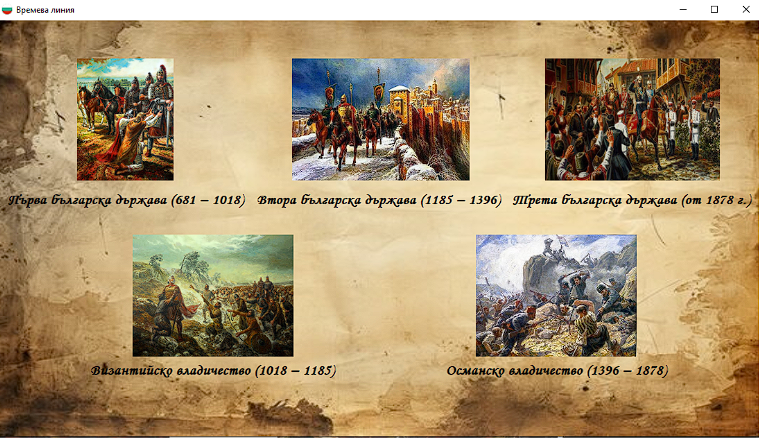 Времева линия
Първа българска държава (681 – 1018)
Втора българска държава (1185 – 1396)
Трета българска държава (от 1878 г.)
Византийско владичество (1018 – 1185)
Османско владичество (1396 – 1878)